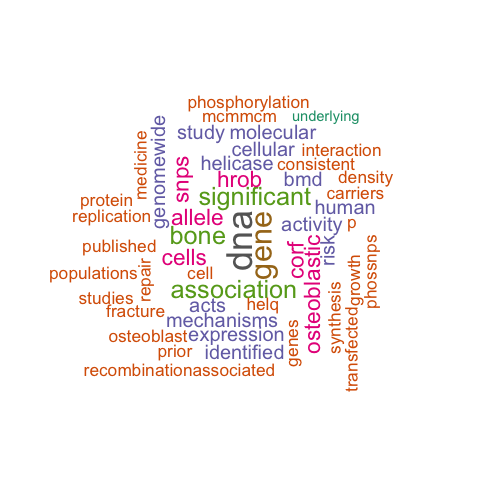 phosphorylation
mcmmcm
underlying
study
molecular
genomewide
medicine
cellular
interaction
snps
helicase
consistent
hrob
bmd
density
protein
significant
carriers
human
replication
allele
dna
gene
activity
p
bone
published
cells
corf
osteoblastic
risk
phossnps
populations
repair
cell
growth
studies
association
helq
synthesis
fracture
acts
mechanisms
genes
transfected
osteoblast
expression
prior
identified
recombination
associated